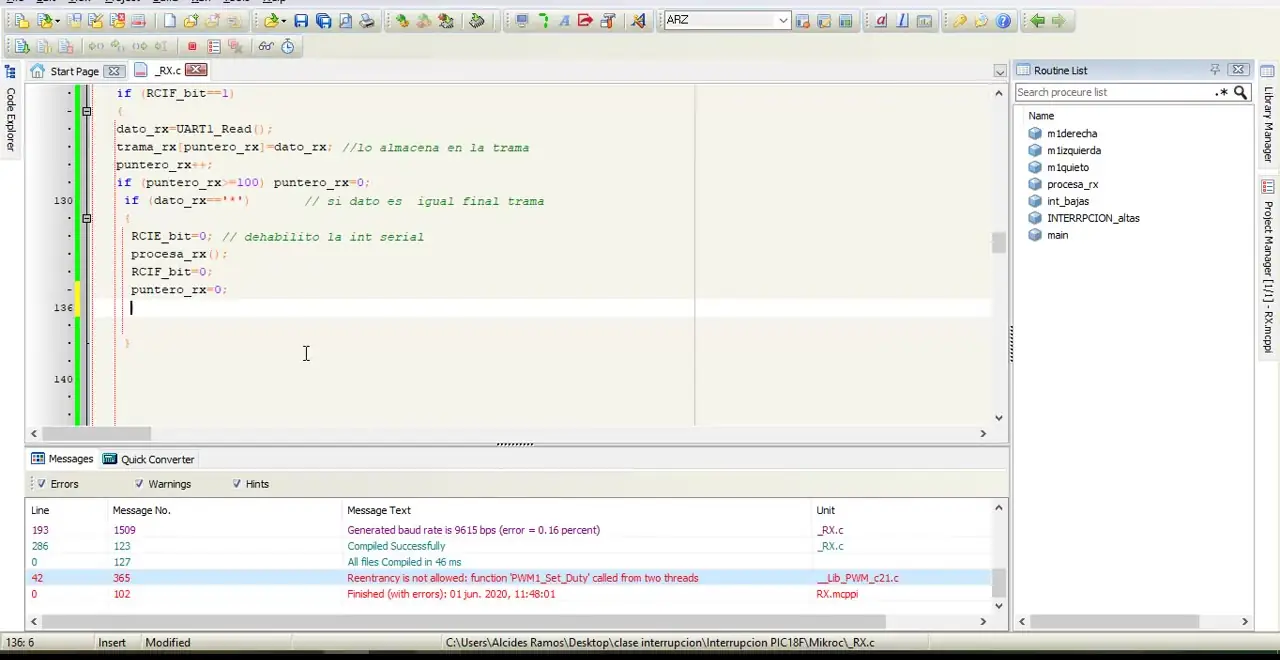 ARZ
Start Page
_RX.c
Code Explorer
if (RCIF_bit==1)
{
dato_rx=UART1_Read();
trama_rx[puntero_rx]=dato_rx; //lo almacena en la trama
puntero_rx++;
if (puntero_rx>=100) puntero_rx=0;
130 if (dato_rx=='*') // si dato es igual final trama
{
RCIE_bit=0; // dehabilito la int serial
procesa_rx();
RCIF_bit=0;
puntero_rx=0;
136
}
140
Routine List
Search proceure list
Name
m1derecha
m1izquierda
m1quieto
procesa_rx
int_bajas
INTERRPCION_altas
main
Library Manager
Project Manager [1/1] - RX.mcppi
Messages
Quick Converter
Errors
Warnings
Hints
Line Message No. Message Text Unit
193 1509 Generated baud rate is 9615 bps (error = 0.16 percent) _RX.c
286 123 Compiled Successfully _RX.c
0 127 All files Compiled in 46 ms
42 365 Reentrancy is not allowed: function 'PWM1_Set_Duty' called from two threads __Lib_PWM_c21.c
0 102 Finished (with errors): 01 jun. 2020, 11:48:01 RX.mcppi
136: 6 Insert Modified C:\Users\Alcides Ramos\Desktop\clase interrupcion\Interrupcion PIC18F\Mikroc\_RX.c